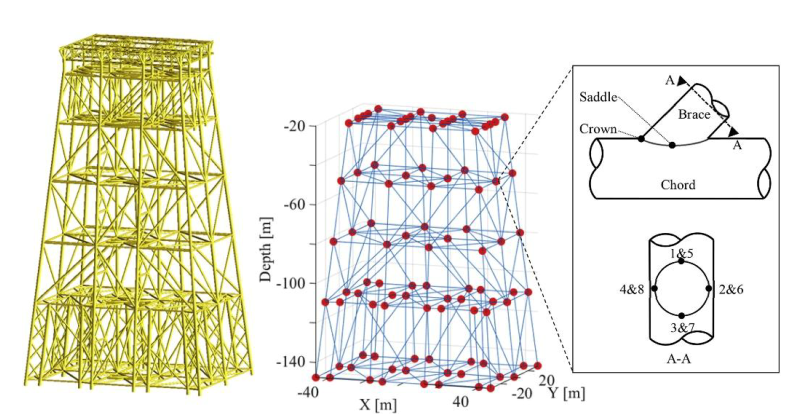 -20
-60
-100
-140
Depth [m]
-40
40
X [m]
-20
20
Y [m]
A
Saddle
Brace
Crown
A
Chord
1&5
4&8
2&6
3&7
A-A